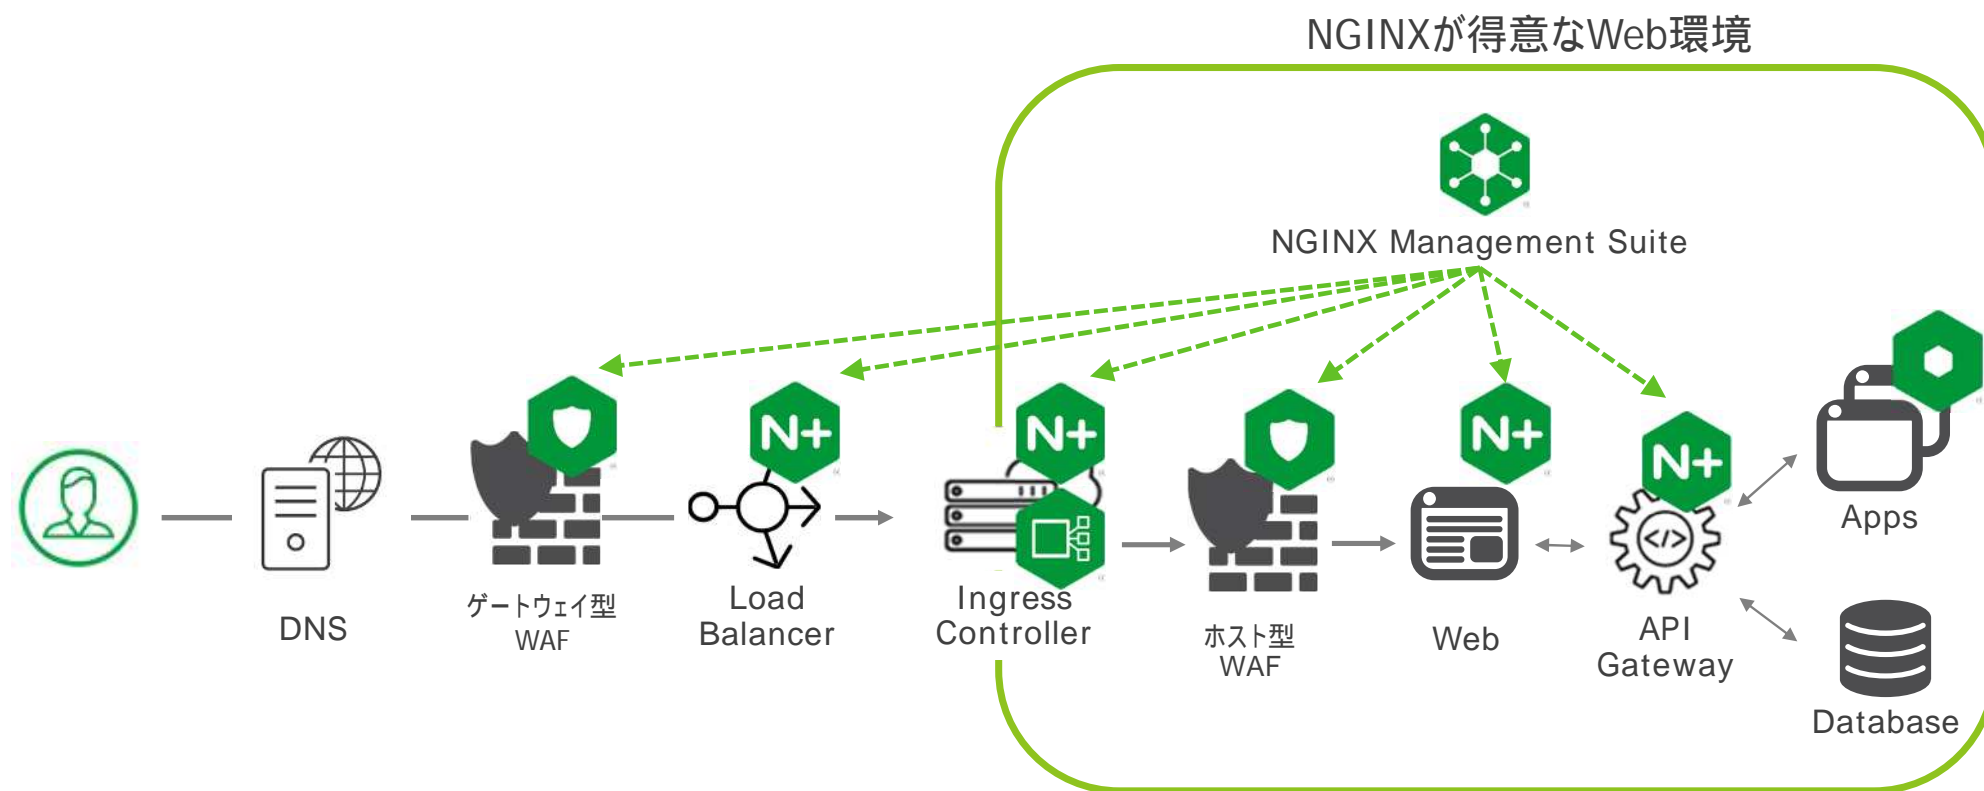 NGINXが得意なWeb環境
NGINX Management Suite
N+
N+
N+
N+
</>
DNS
ゲートウェイ型
WAF
Load
Balancer
Ingress
Controller
ホスト型
WAF
Web
API
Gateway
Apps
Database